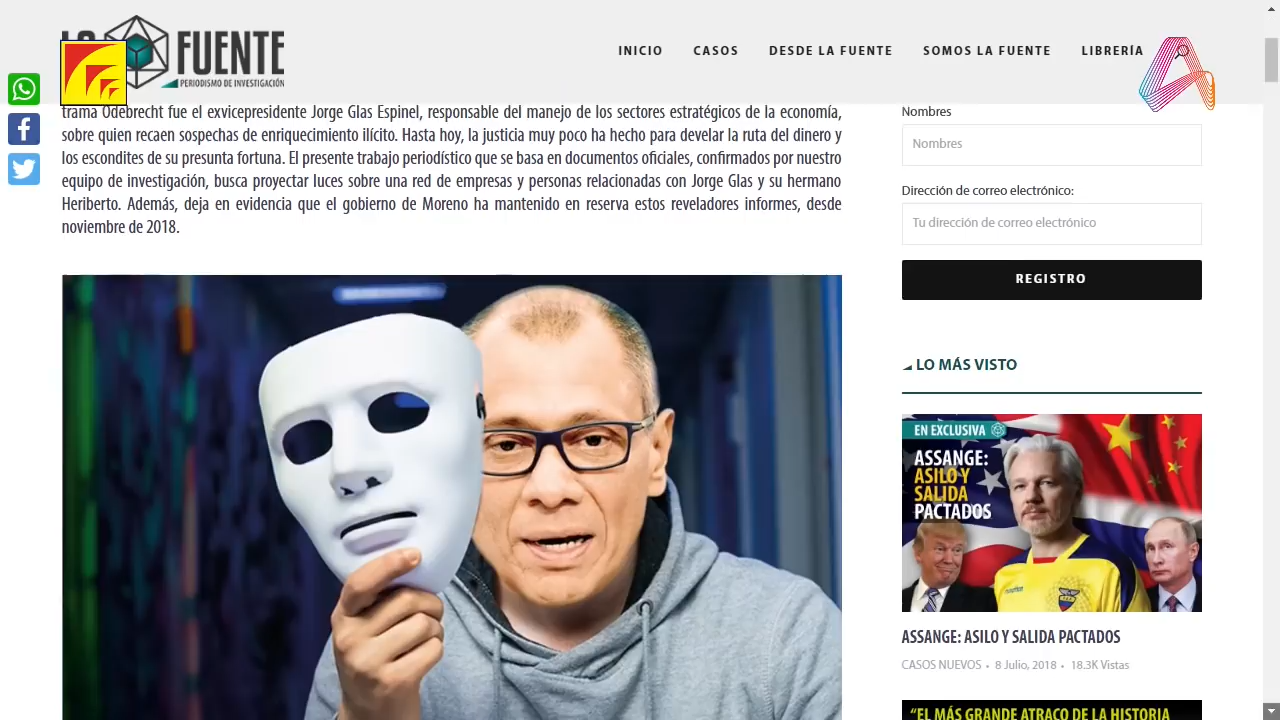 FUENTE
PERIODISMO DE INVESTIGACIÓN
INICIO CASOS DESDE LA FUENTE SOMOS LA FUENTE LIBRERÍA
trama Odebrecht fue el exvicepresidente Jorge Glas Espinel, responsable del manejo de los sectores estratégicos de la economía,
sobre quien recaen sospechas de enriquecimiento ilícito. Hasta hoy, la justicia muy poco ha hecho para develar la ruta del dinero y
los escondites de su presunta fortuna. El presente trabajo periodístico que se basa en documentos oficiales, confirmados por nuestro
equipo de investigación, busca proyectar luces sobre una red de empresas y personas relacionadas con Jorge Glas y su hermano
Heriberto. Además, deja en evidencia que el gobierno de Moreno ha mantenido en reserva estos reveladores informes, desde
noviembre de 2018.
Nombres
Nombres
Dirección de correo electrónico:
Tu dirección de correo electrónico
REGISTRO
LO MÁS VISTO
EN EXCLUSIVA
ASSANGE:
ASILO Y
SALIDA
PACTADOS
ASSANGE: ASILO Y SALIDA PACTADOS
CASOS NUEVOS • 8 Julio, 2018 • 18.3K Vistas
“EL MÁS GRANDE ATRACO DE LA HISTORIA